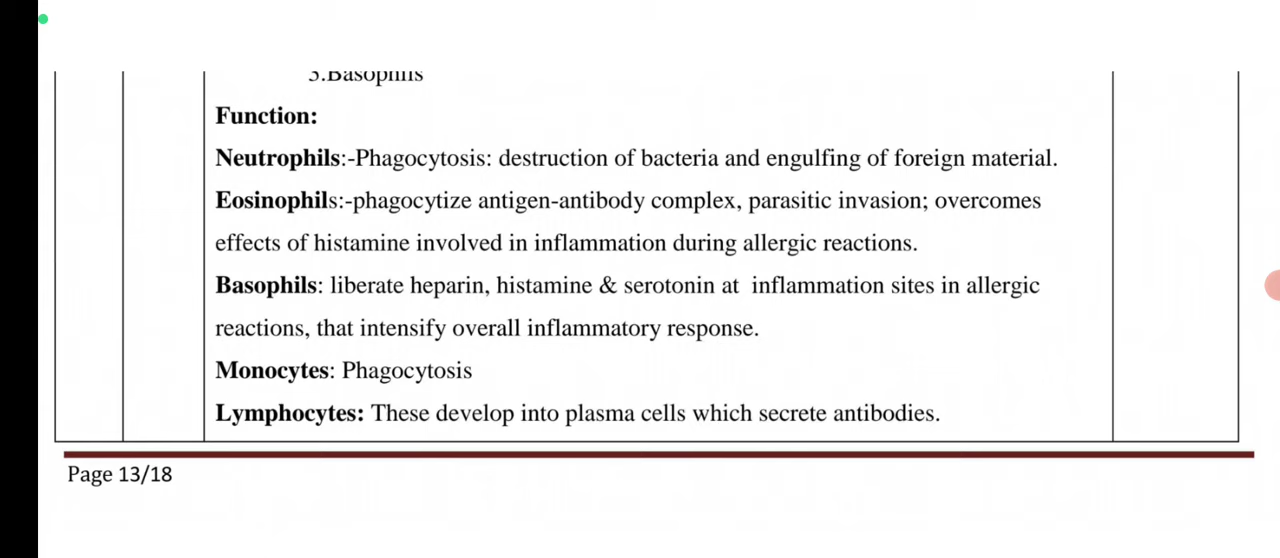 3.Basophils
Function:
Neutrophils:-Phagocytosis: destruction of bacteria and engulfing of foreign material.
Eosinophils:-phagocytize antigen-antibody complex, parasitic invasion; overcomes
effects of histamine involved in inflammation during allergic reactions.
Basophils: liberate heparin, histamine & serotonin at inflammation sites in allergic
reactions, that intensify overall inflammatory response.
Monocytes: Phagocytosis
Lymphocytes: These develop into plasma cells which secrete antibodies.
Page 13/18